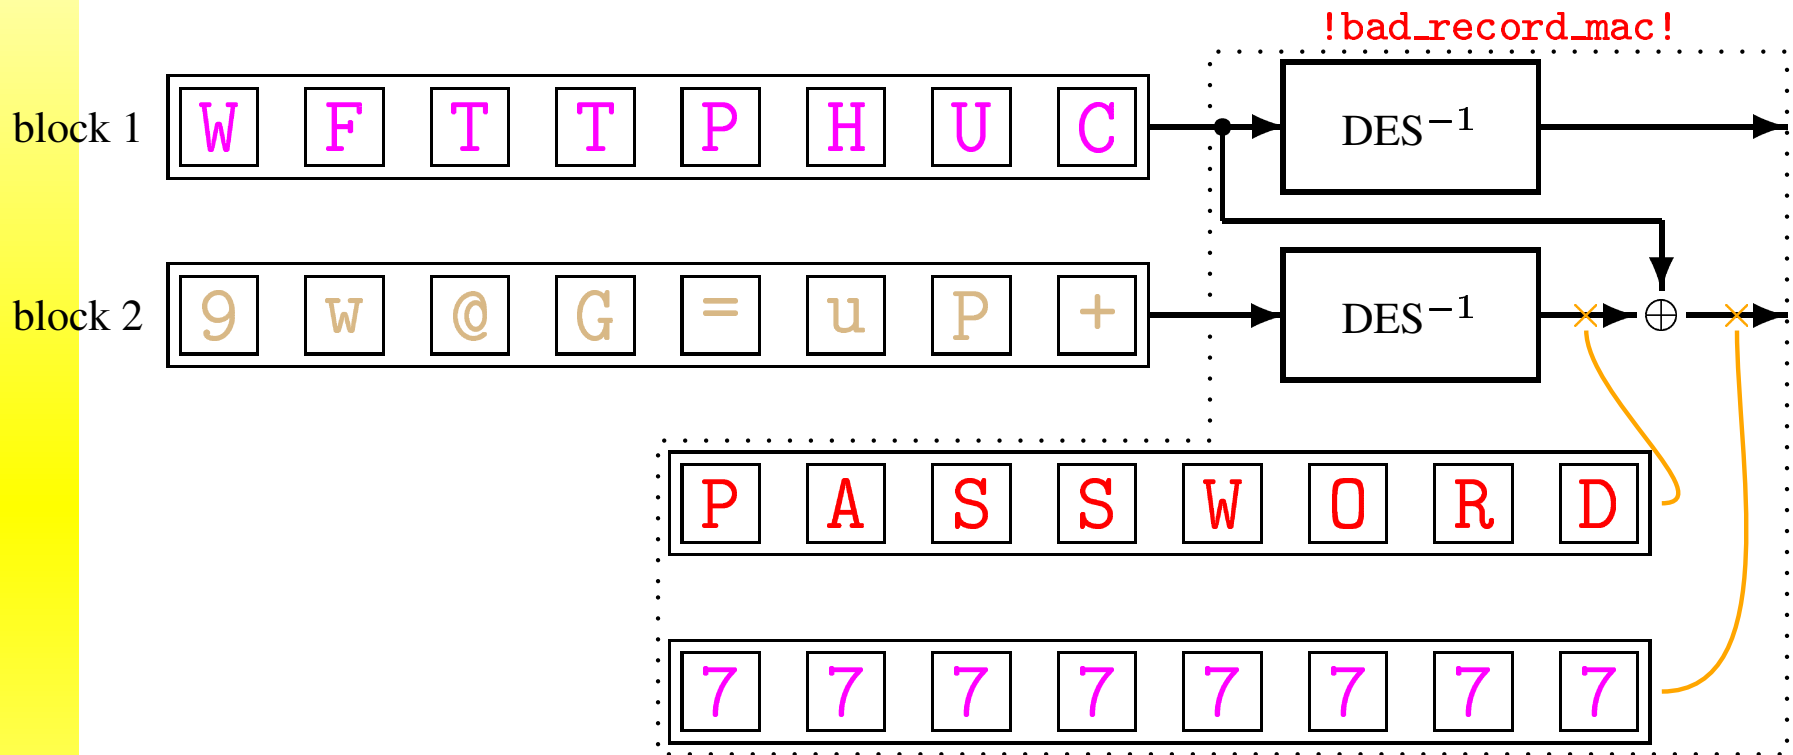 !bad_record_mac!
block 1 W F T T P H U C DES⁻¹
block 2 9 w @ G = u P + DES⁻¹ ⊕
P A S S W O R D
7 7 7 7 7 7 7 7